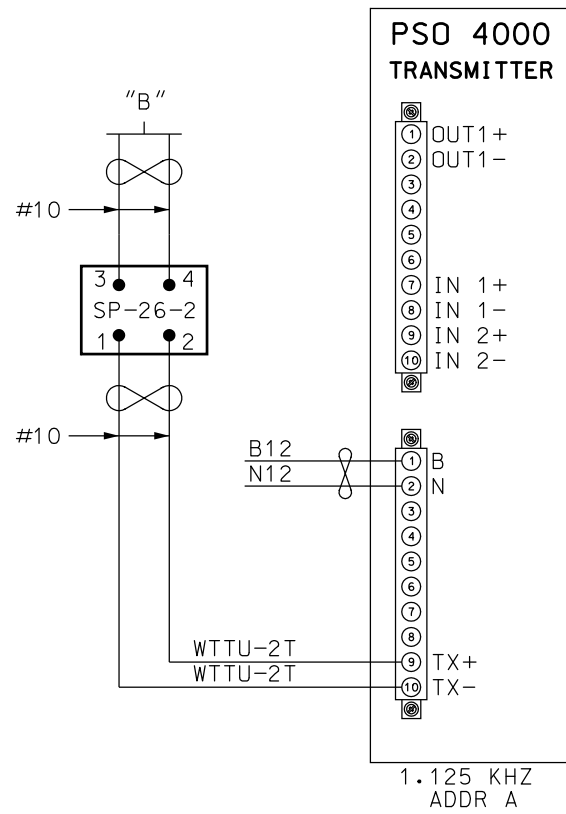 PSO 4000
TRANSMITTER
"B"
1 OUT1+
2 OUT1-
3
4
5
6
7 IN 1+
8 IN 1-
9 IN 2+
10 IN 2-
#10
3 4
SP-26-2
1 2
#10
B12
N12
1 B
2 N
3
4
5
6
7
8
WTTU-2T
9 TX+
WTTU-2T
10 TX-
1.125 KHZ
ADDR A